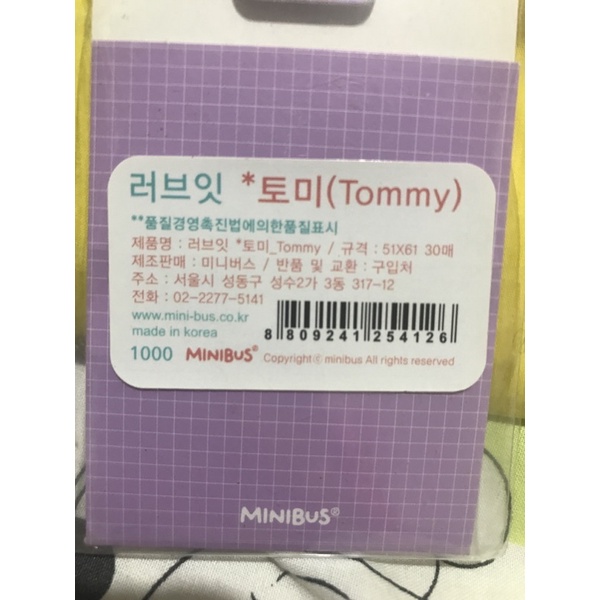 러브잇 *토미(Tommy)
**품질경영촉진법에의한품질표시
제품명 : 러브잇 *토미_Tommy / 규격 : 51X61 30매
제조판매 : 미니버스 / 반품 및 교환 : 구입처
주소 : 서울시 성동구 성수2가 3동 317-12
전화 : 02-2277-5141
www.mini-bus.co.kr
made in korea
8 809241 254126
1000 MINIBUS® Copyrightⓒ minibus All rights reserved
MINIBUS®